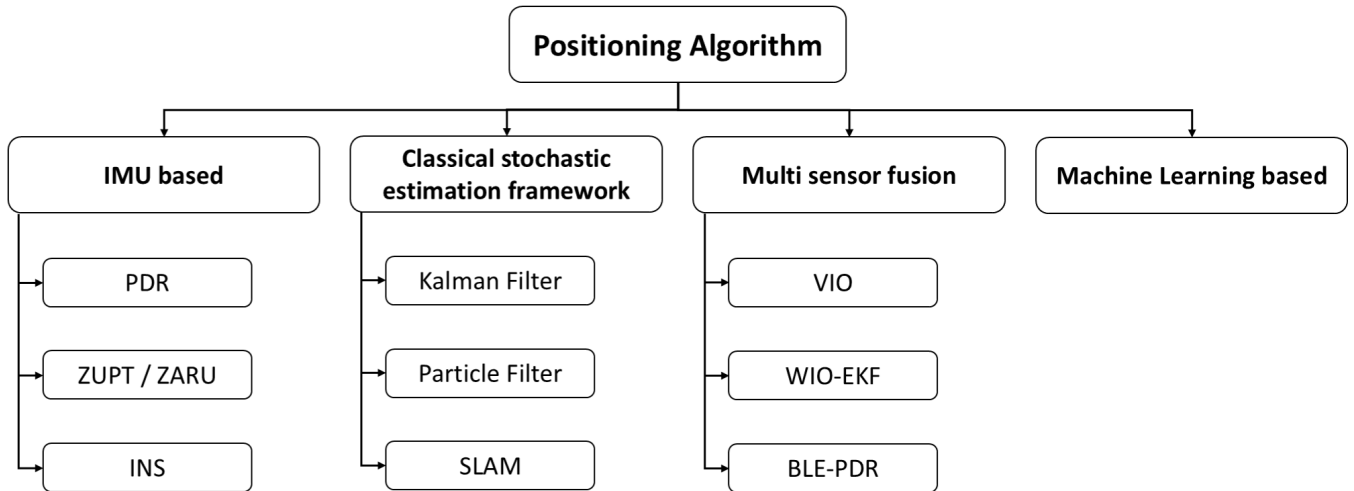 Positioning Algorithm
IMU based
Classical stochastic
estimation framework
Multi sensor fusion
Machine Learning based
PDR
Kalman Filter
VIO
ZUPT / ZARU
Particle Filter
WIO-EKF
INS
SLAM
BLE-PDR